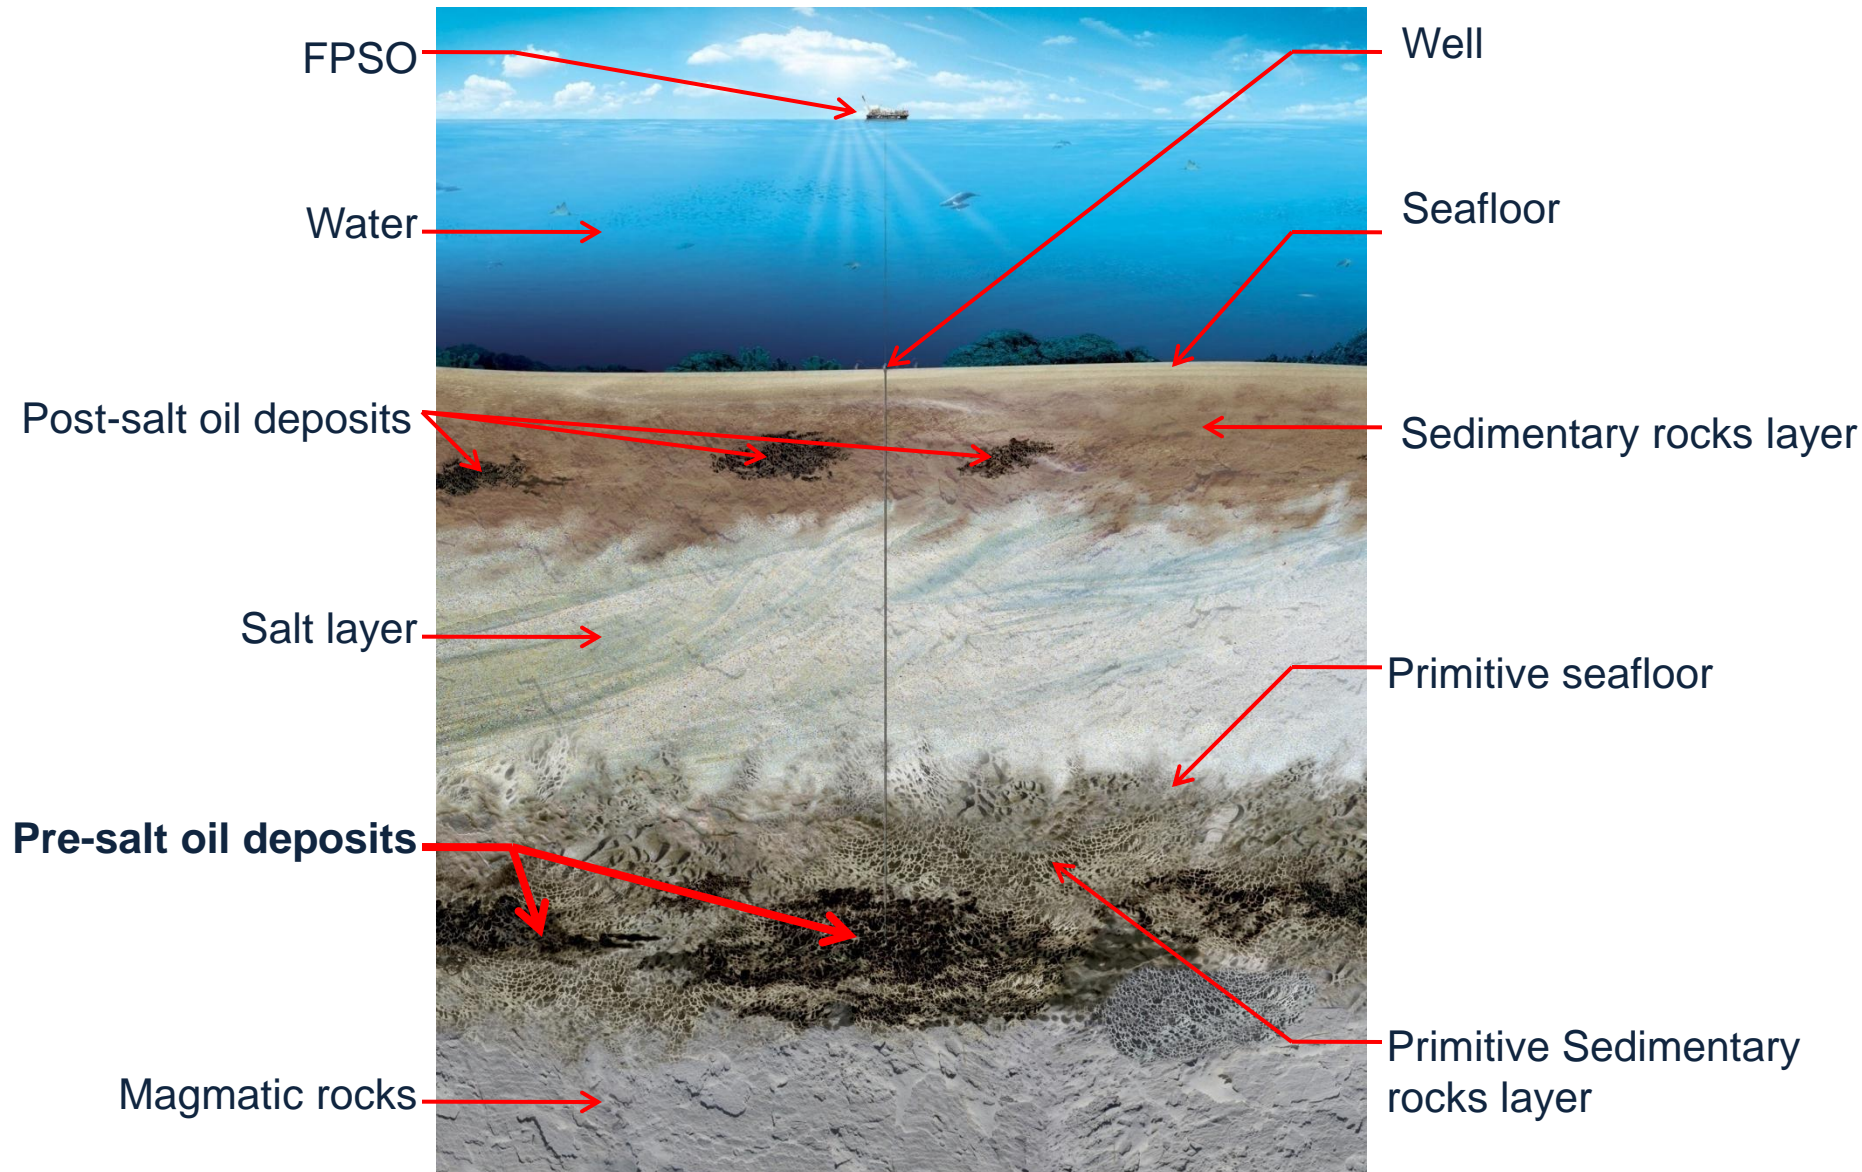 FPSO
Well
Water
Seafloor
Post-salt oil deposits
Sedimentary rocks layer
Salt layer
Primitive seafloor
Pre-salt oil deposits
Primitive Sedimentary
rocks layer
Magmatic rocks